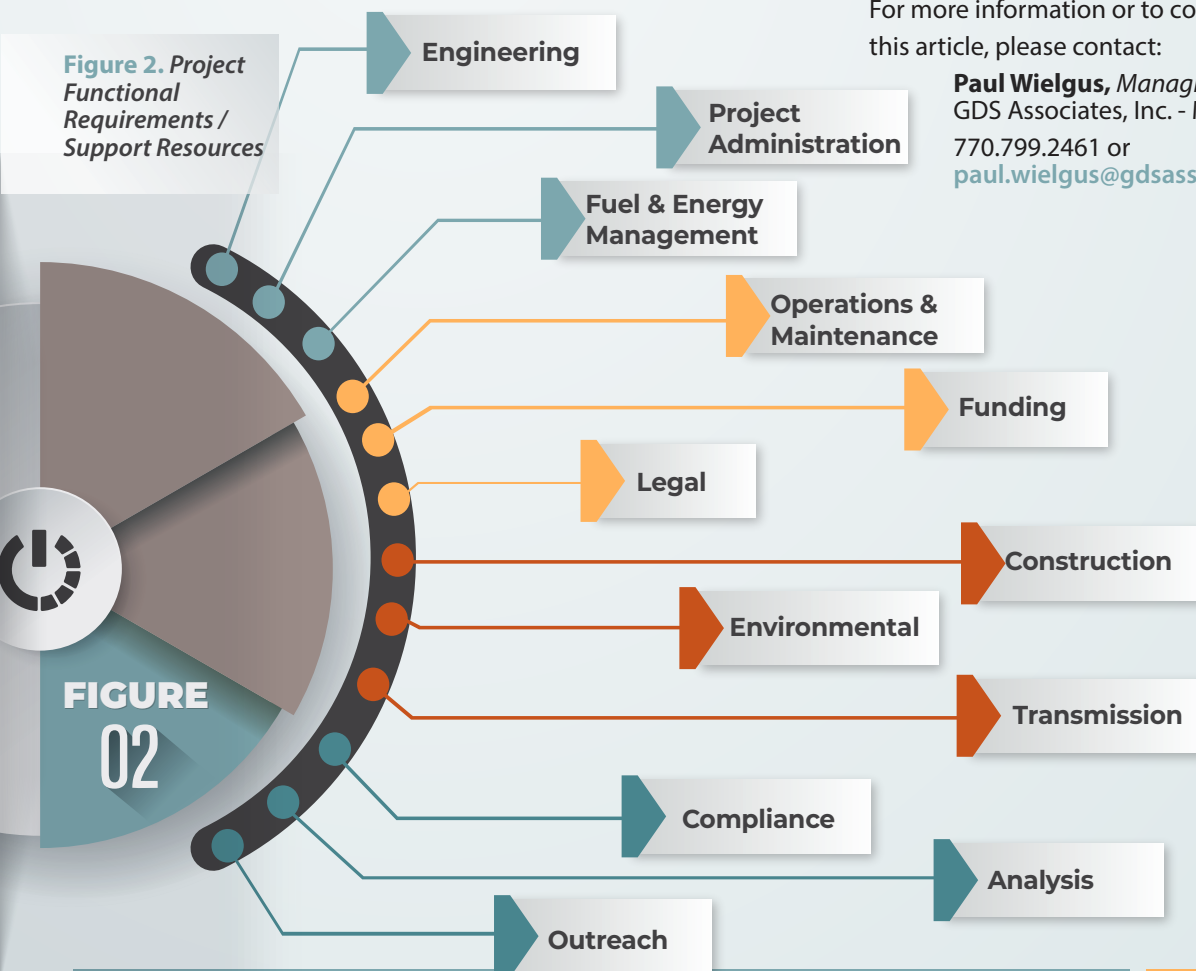 For more information or to co
this article, please contact:
Paul Wielgus, Manag
GDS Associates, Inc. -
770.799.2461 or
paul.wielgus@gdsass
Figure 2. Project
Functional
Requirements /
Support Resources
Engineering
Project
Administration
Fuel & Energy
Management
Operations &
Maintenance
Funding
Legal
Construction
Environmental
Transmission
Compliance
Analysis
Outreach
FIGURE
02